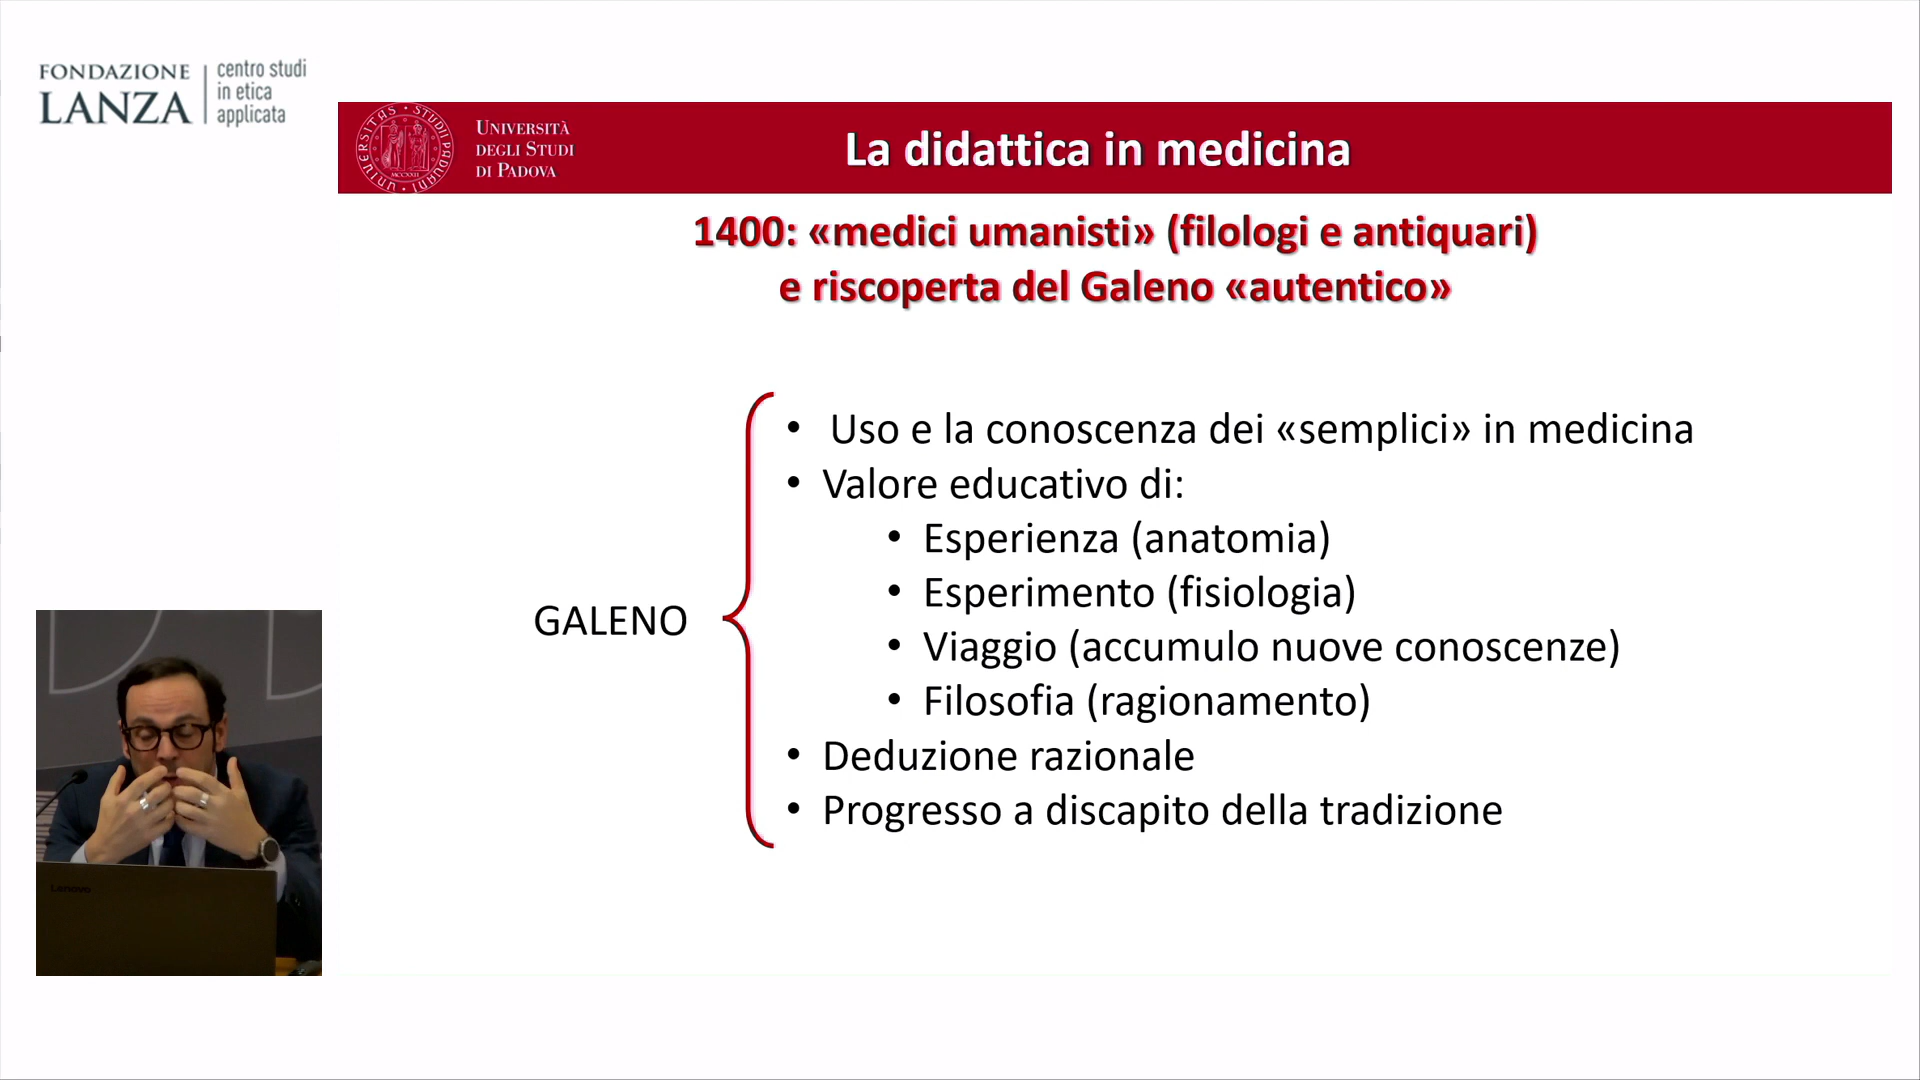 FONDAZIONE
LANZA
centro studi
in etica
applicata
UNIVERSITÀ
DEGLI STUDI
DI PADOVA
La didattica in medicina
1400: «medici umanisti» (filologi e antiquari)
e riscoperta del Galeno «autentico»
GALENO
• Uso e la conoscenza dei «semplici» in medicina
• Valore educativo di:
• Esperienza (anatomia)
• Esperimento (fisiologia)
• Viaggio (accumulo nuove conoscenze)
• Filosofia (ragionamento)
• Deduzione razionale
• Progresso a discapito della tradizione
Lenovo